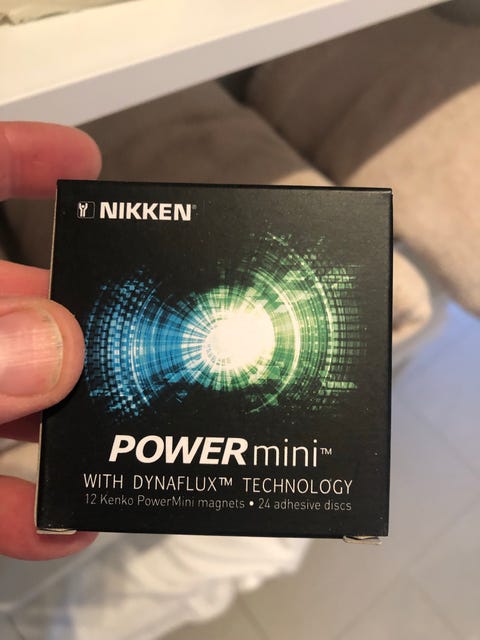 NIKKEN®
POWERmini™
WITH DYNAFLUX™ TECHNOLOGY
12 Kenko PowerMini magnets • 24 adhesive discs